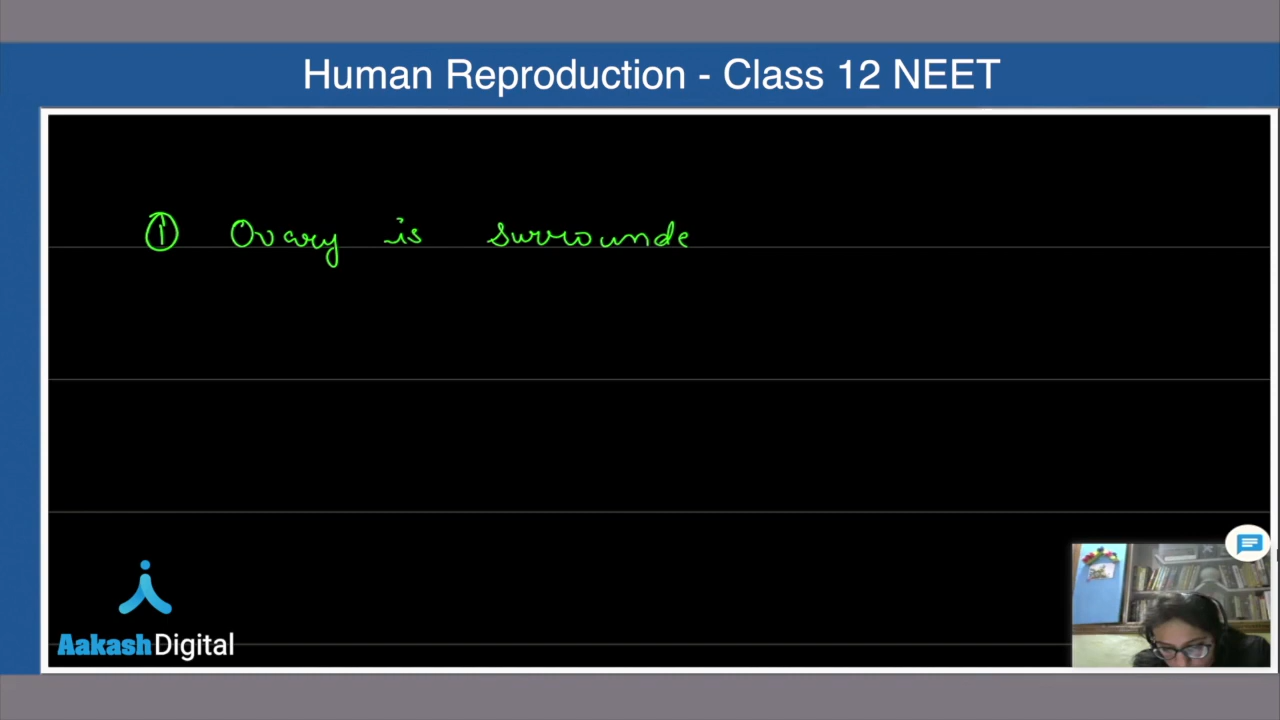 Human Reproduction - Class 12 NEET
① Ovary is surrounde
Aakash Digital